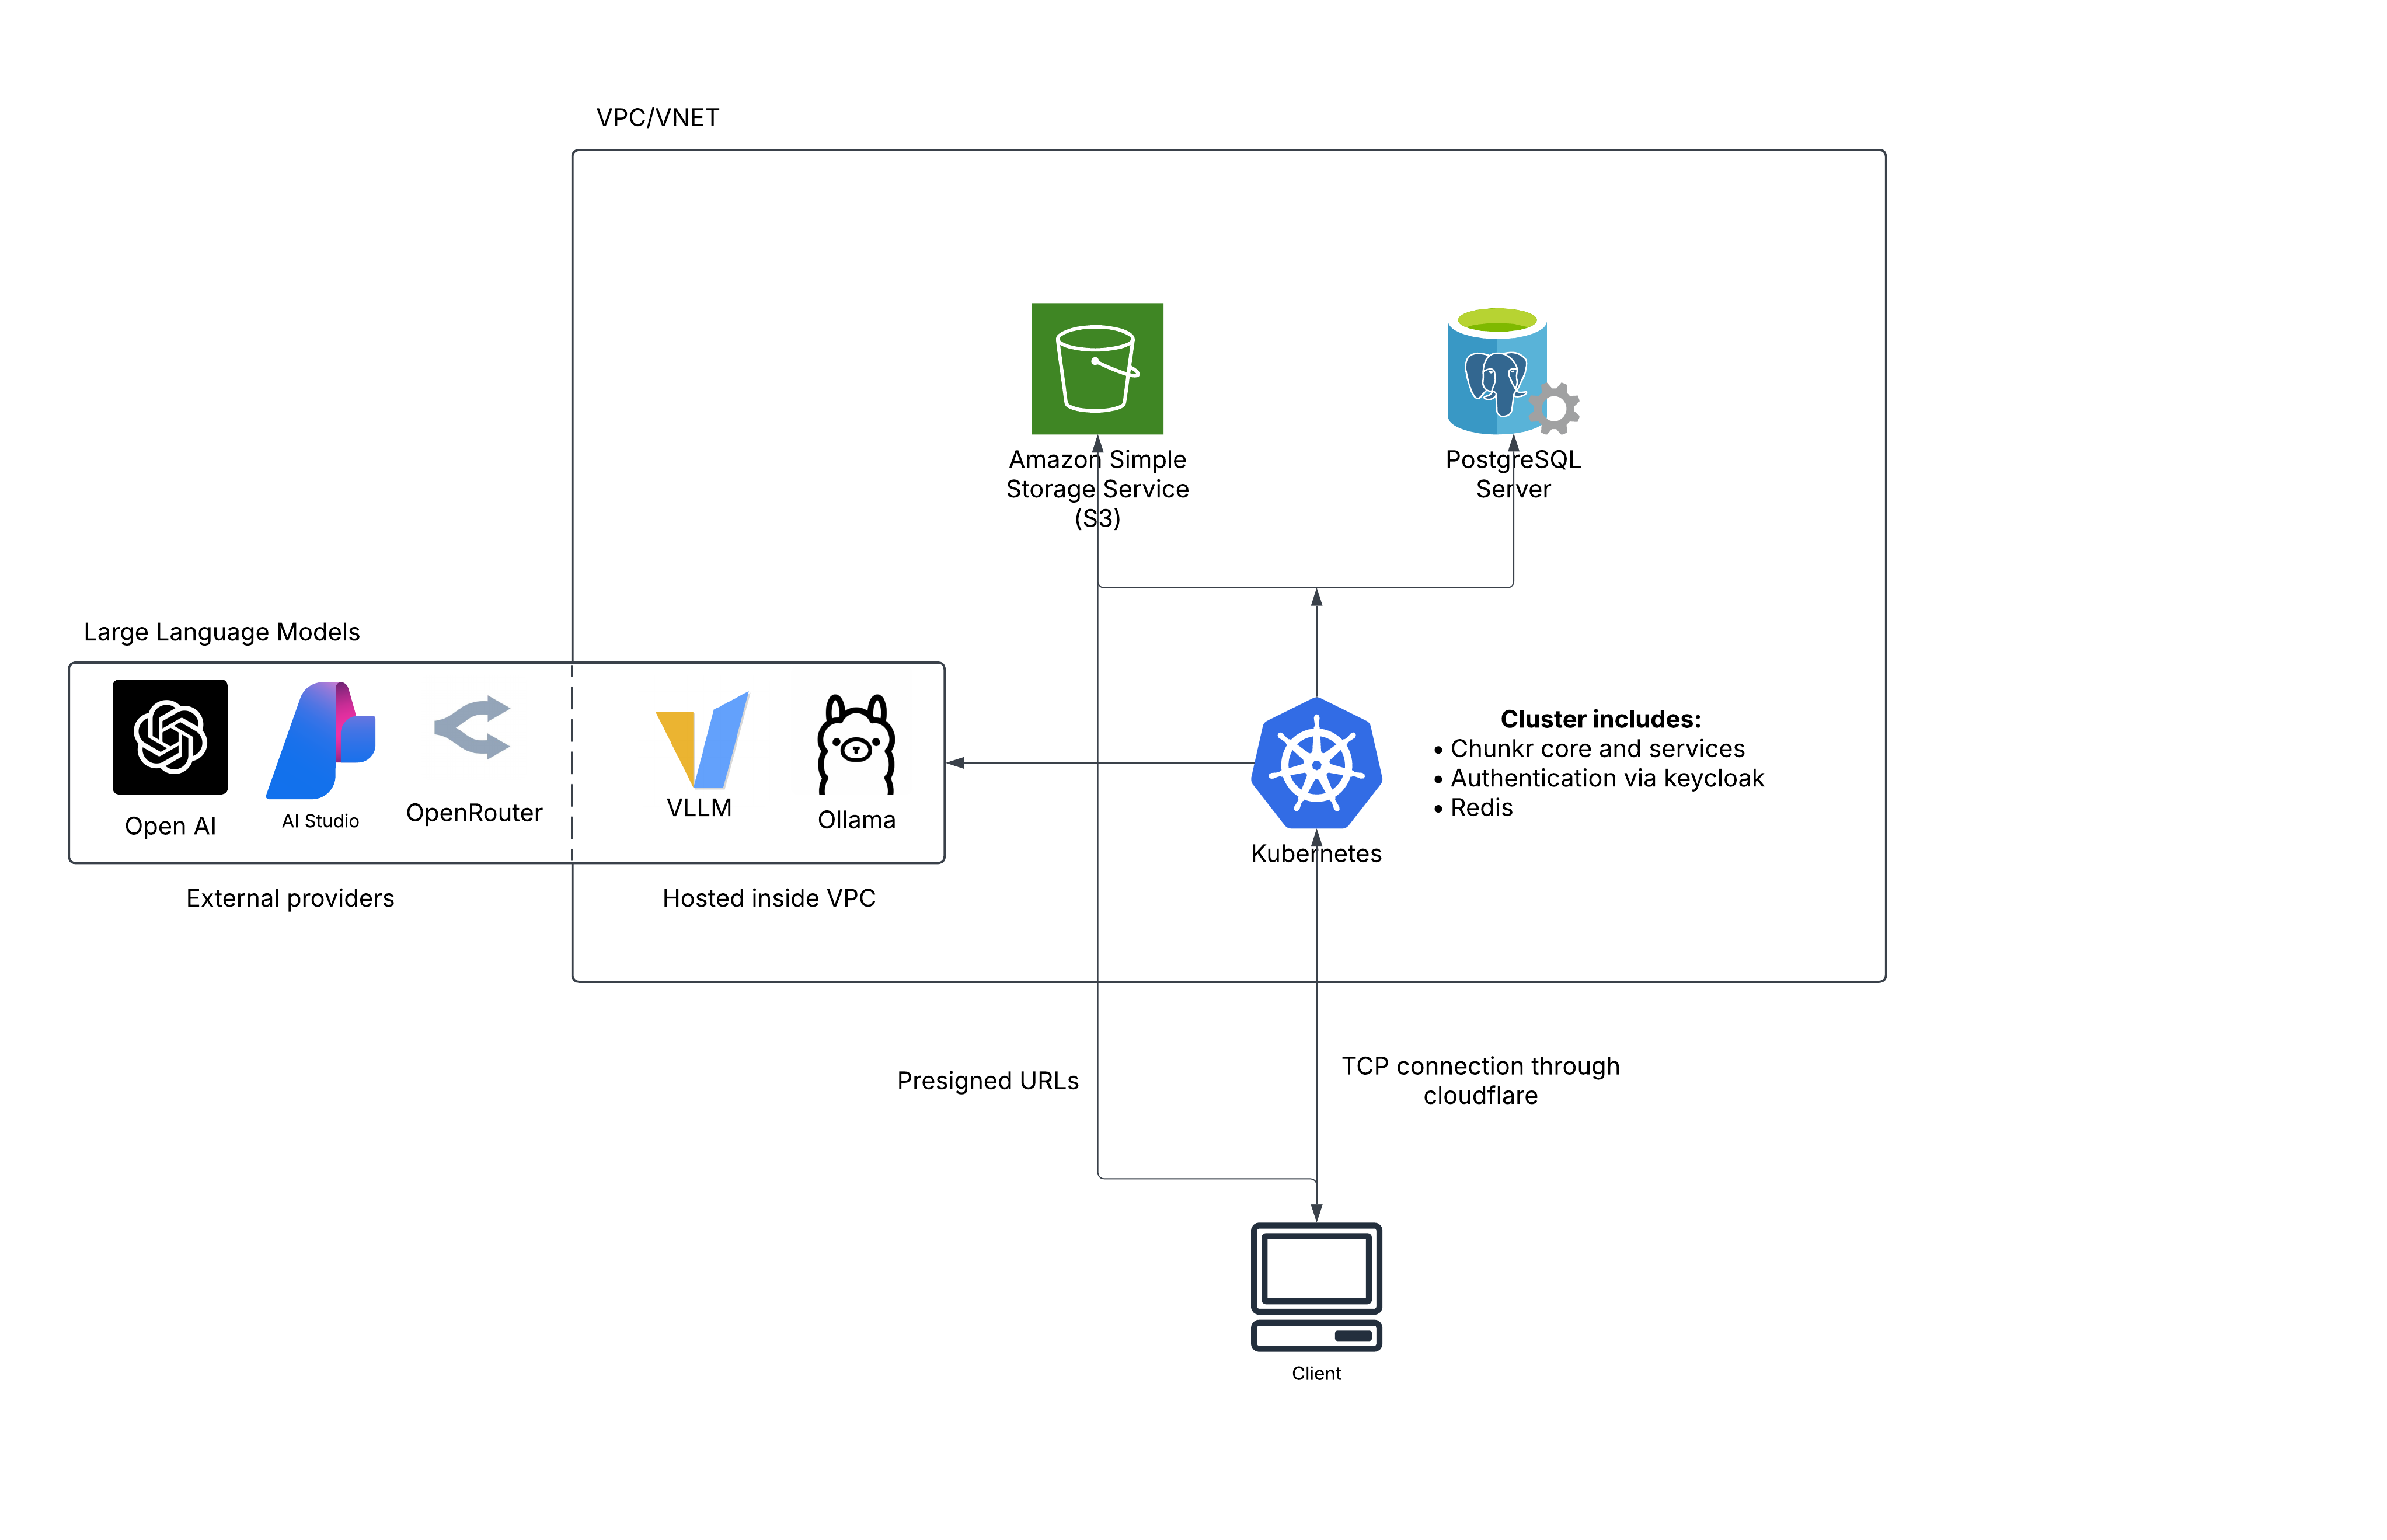 VPC/VNET
Amazon Simple
Storage Service
(S3)
PostgreSQL
Server
Large Language Models
Open AI
AI Studio
OpenRouter
VLLM
Ollama
External providers
Hosted inside VPC
Kubernetes
Cluster includes:
• Chunkr core and services
• Authentication via keycloak
• Redis
Presigned URLs
TCP connection through
cloudflare
Client